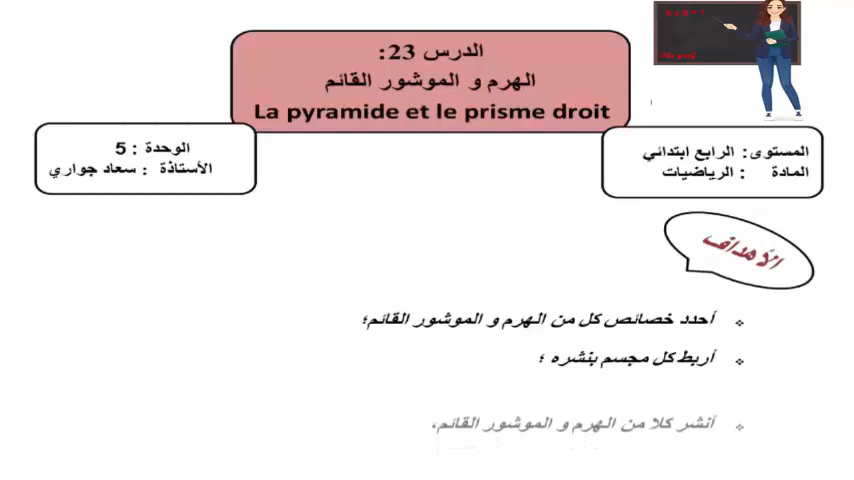 الدرس 23:
الهرم و الموشور القائم
La pyramide et le prisme droit
المستوى: الرابع ابتدائي
المادة : الرياضيات
الوحدة : 5
الأستاذة : سعاد جواري
الأهداف
أحدد خصائص كل من الهرم و الموشور القائم؛
أربط كل مجسم بنشره ؛
أنشر كلا من الهرم و الموشور القائم،